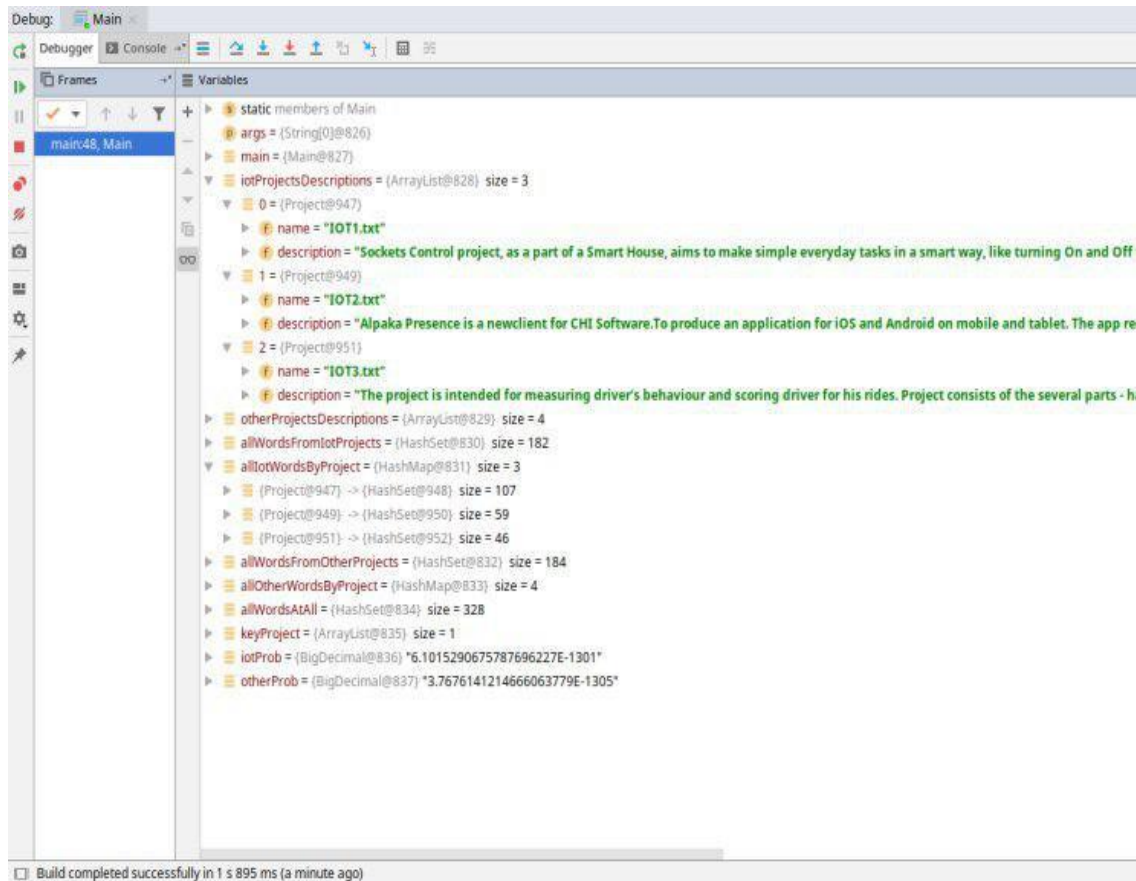 Debug: Main
Debugger Console
Frames
Variables
main:48, Main
static members of Main
args = {String[0]@826}
main = {Main@827}
iotProjectsDescriptions = {ArrayList@828} size = 3
0 = {Project@947}
name = "IOT1.txt"
description = "Sockets Control project, as a part of a Smart House, aims to make simple everyday tasks in a smart way, like turning On and Off
1 = {Project@949}
name = "IOT2.txt"
description = "Alpaka Presence is a newclient for CHI Software.To produce an application for iOS and Android on mobile and tablet. The app re
2 = {Project@951}
name = "IOT3.txt"
description = "The project is intended for measuring driver's behaviour and scoring driver for his rides. Project consists of the several parts - h
otherProjectsDescriptions = {ArrayList@829} size = 4
allWordsFromIotProjects = {HashSet@830} size = 182
allIotWordsByProject = {HashMap@831} size = 3
{Project@947} -> {HashSet@948} size = 107
{Project@949} -> {HashSet@950} size = 59
{Project@951} -> {HashSet@952} size = 46
allWordsFromOtherProjects = {HashSet@832} size = 184
allOtherWordsByProject = {HashMap@833} size = 4
allWordsAtAll = {HashSet@834} size = 328
keyProject = {ArrayList@835} size = 1
iotProb = {BigDecimal@836} "6.1015290675787696227E-1301"
otherProb = {BigDecimal@837} "3.7676141214666063779E-1305"
Build completed successfully in 1 s 895 ms (a minute ago)